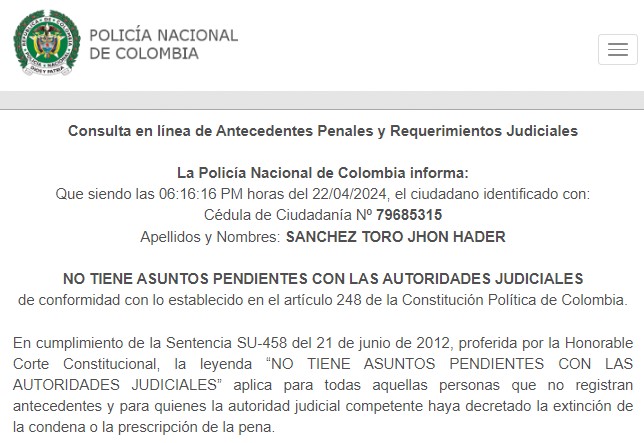 POLICÍA NACIONAL
DE COLOMBIA
Consulta en línea de Antecedentes Penales y Requerimientos Judiciales
La Policía Nacional de Colombia informa:
Que siendo las 06:16:16 PM horas del 22/04/2024, el ciudadano identificado con:
Cédula de Ciudadanía Nº 79685315
Apellidos y Nombres: SANCHEZ TORO JHON HADER
NO TIENE ASUNTOS PENDIENTES CON LAS AUTORIDADES JUDICIALES
de conformidad con lo establecido en el artículo 248 de la Constitución Política de Colombia.
En cumplimiento de la Sentencia SU-458 del 21 de junio de 2012, proferida por la Honorable
Corte Constitucional, la leyenda “NO TIENE ASUNTOS PENDIENTES CON LAS
AUTORIDADES JUDICIALES” aplica para todas aquellas personas que no registran
antecedentes y para quienes la autoridad judicial competente haya decretado la extinción de
la condena o la prescripción de la pena.